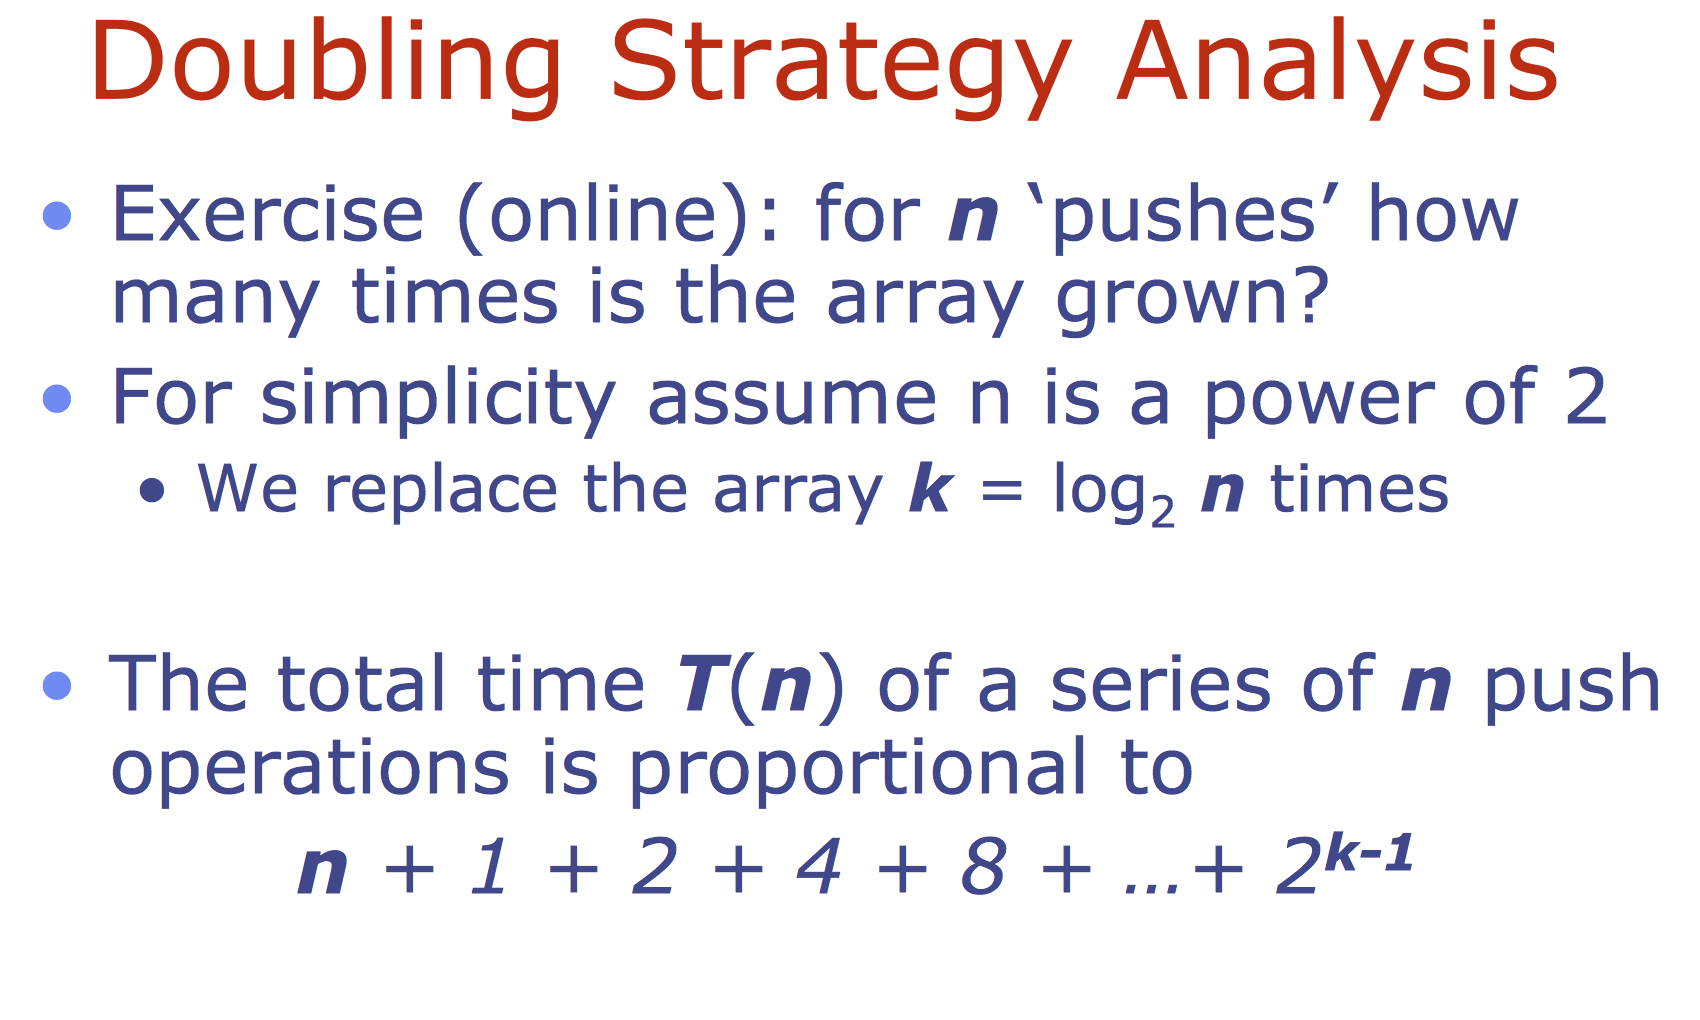 Doubling Strategy Analysis
• Exercise (online): for n ‘pushes’ how
many times is the array grown?
• For simplicity assume n is a power of 2
• We replace the array k = log₂ n times
• The total time T(n) of a series of n push
operations is proportional to
n + 1 + 2 + 4 + 8 + …+ 2ᵏ⁻¹